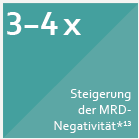 3–4 x
Steigerung
der MRD-
Negativität*¹³